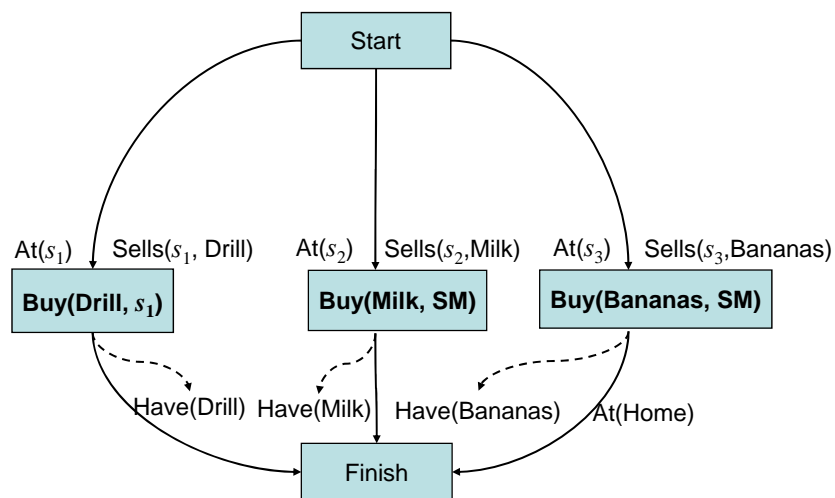 Start
At(s₁) Sells(s₁, Drill) At(s₂) Sells(s₂,Milk) At(s₃) Sells(s₃,Bananas)
Buy(Drill, s₁) Buy(Milk, SM) Buy(Bananas, SM)
Have(Drill) Have(Milk) Have(Bananas) At(Home)
Finish